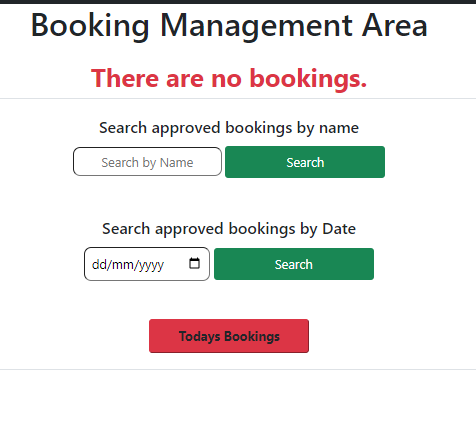 Booking Management Area
There are no bookings.
Search approved bookings by name
Search by Name Search
Search approved bookings by Date
dd/mm/yyyy Search
Todays Bookings